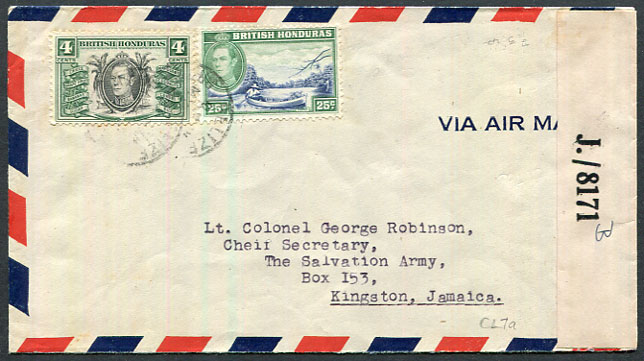 4 BRITISH HONDURAS 4
CENTS CENTS
BRITISH HONDURAS
25c 25c
VIA AIR MA
J./8171
Lt. Colonel George Robinson,
Cheif Secretary,
The Salvation Army,
Box 153,
Kingston, Jamaica.
CL7a